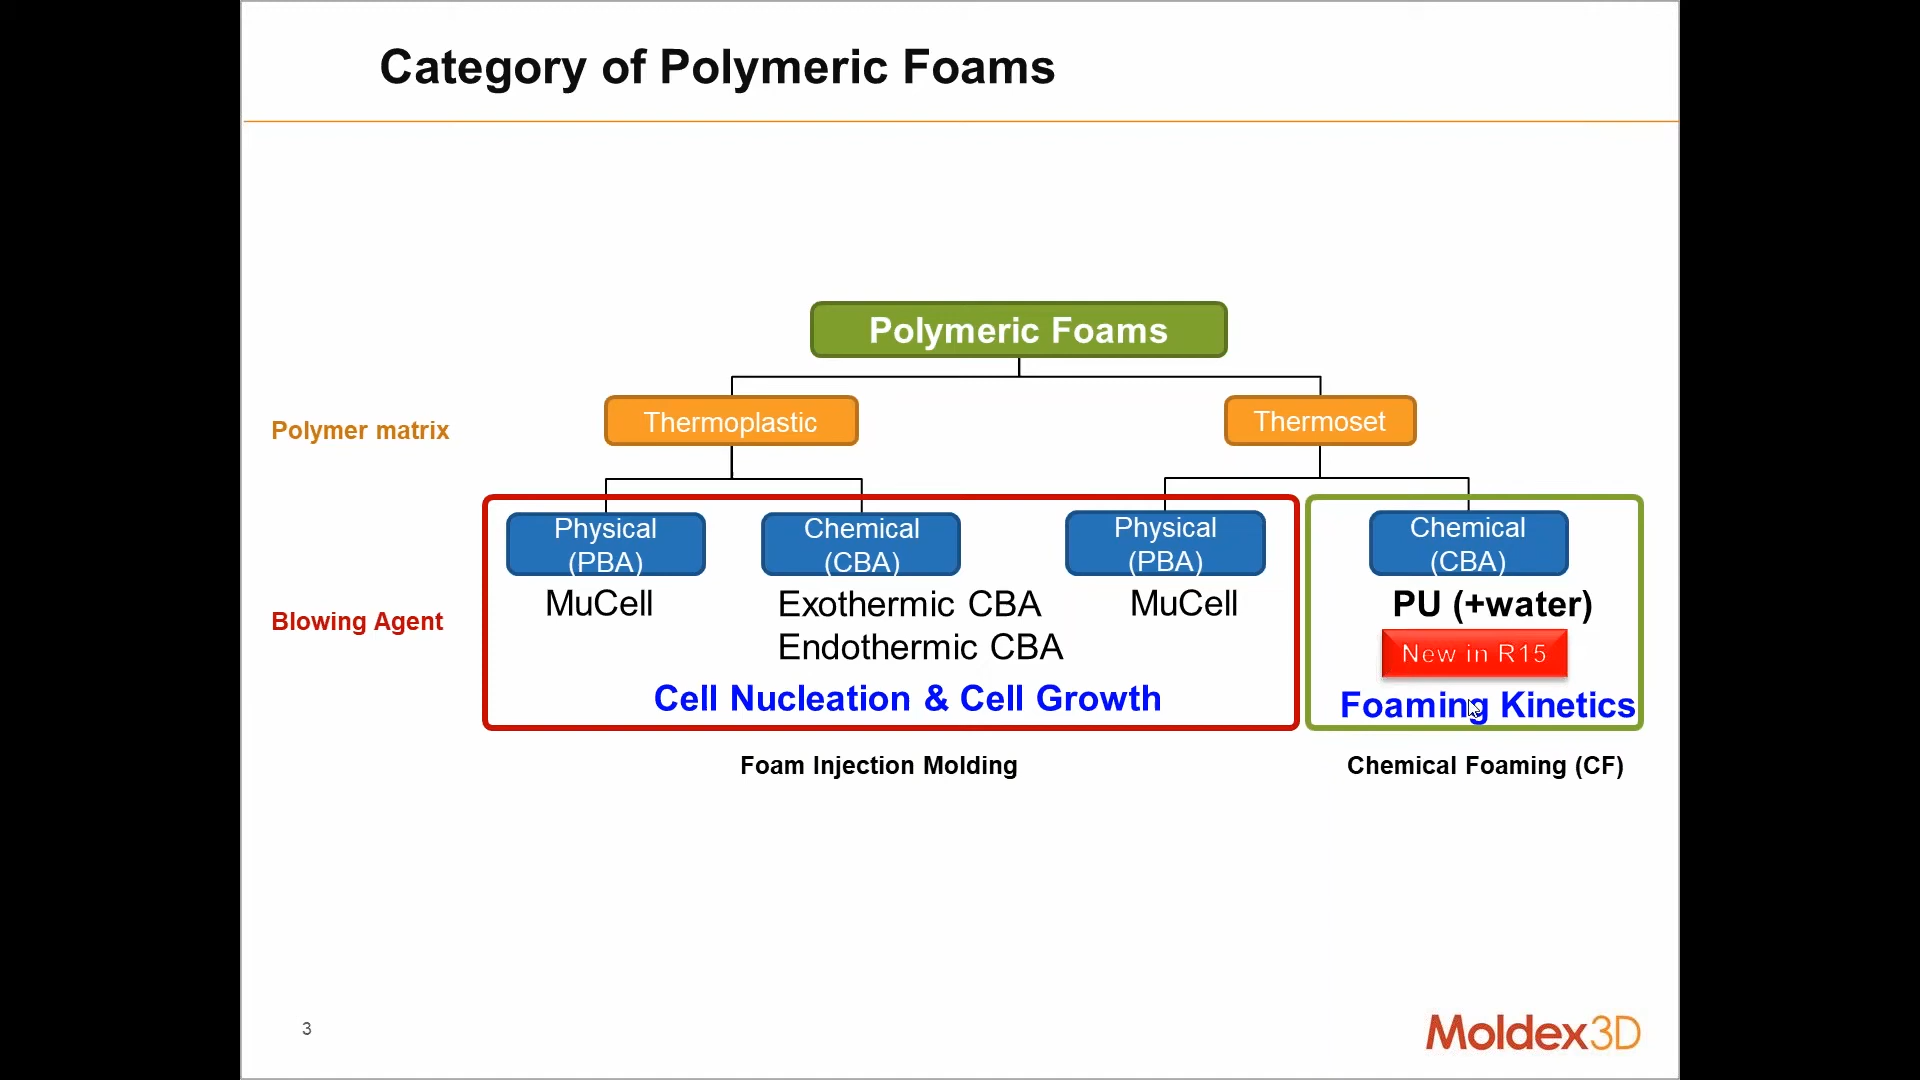 Category of Polymeric Foams
Polymeric Foams
Polymer matrix
Thermoplastic
Thermoset
Blowing Agent
Physical
(PBA)
MuCell
Chemical
(CBA)
Exothermic CBA
Endothermic CBA
Physical
(PBA)
MuCell
Cell Nucleation & Cell Growth
Chemical
(CBA)
PU (+water)
New in R15
Foaming Kinetics
Foam Injection Molding
Chemical Foaming (CF)
3
Moldex3D